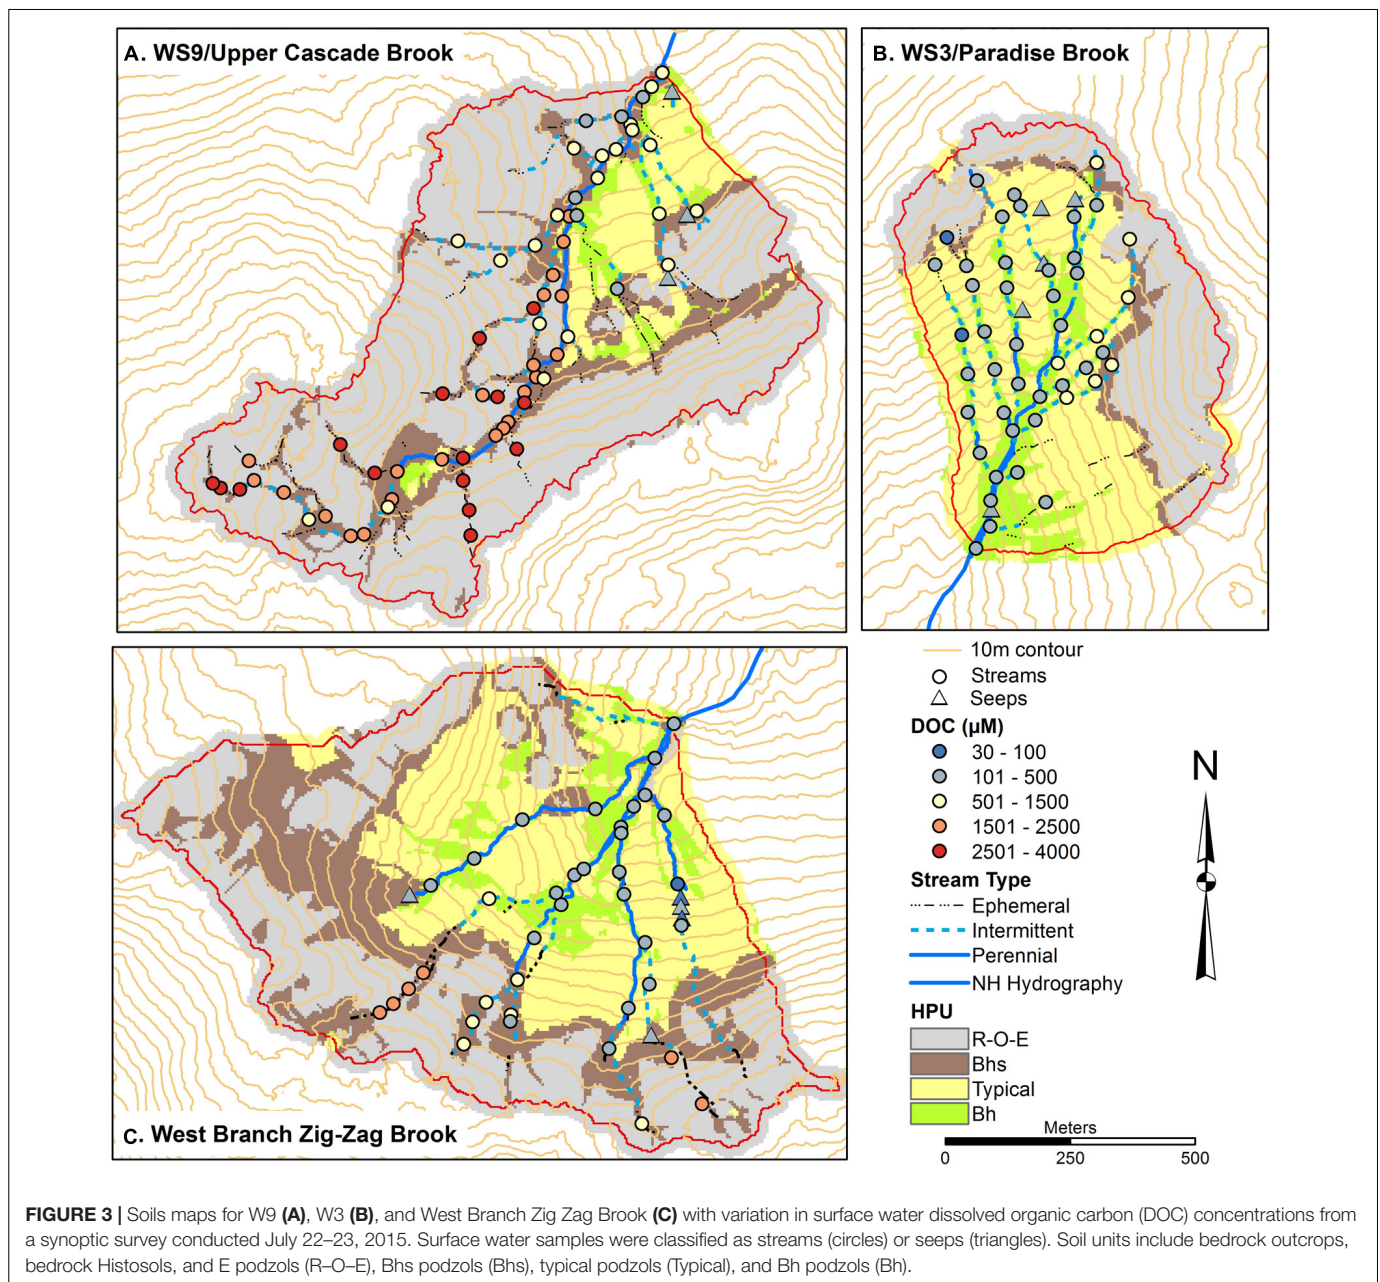 A. WS9/Upper Cascade Brook
B. WS3/Paradise Brook
C. West Branch Zig-Zag Brook
10m contour
Streams
Seeps
DOC (µM)
30 - 100
101 - 500
501 - 1500
1501 - 2500
2501 - 4000
Stream Type
Ephemeral
Intermittent
Perennial
NH Hydrography
HPU
R-O-E
Bhs
Typical
Bh
N
Meters
0 250 500
FIGURE 3 | Soils maps for W9 (A), W3 (B), and West Branch Zig Zag Brook (C) with variation in surface water dissolved organic carbon (DOC) concentrations from
a synoptic survey conducted July 22–23, 2015. Surface water samples were classified as streams (circles) or seeps (triangles). Soil units include bedrock outcrops,
bedrock Histosols, and E podzols (R–O–E), Bhs podzols (Bhs), typical podzols (Typical), and Bh podzols (Bh).